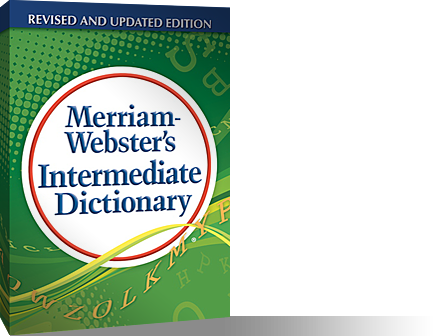 REVISED AND UPDATED EDITION
Merriam-
Webster's
Intermediate
Dictionary
®